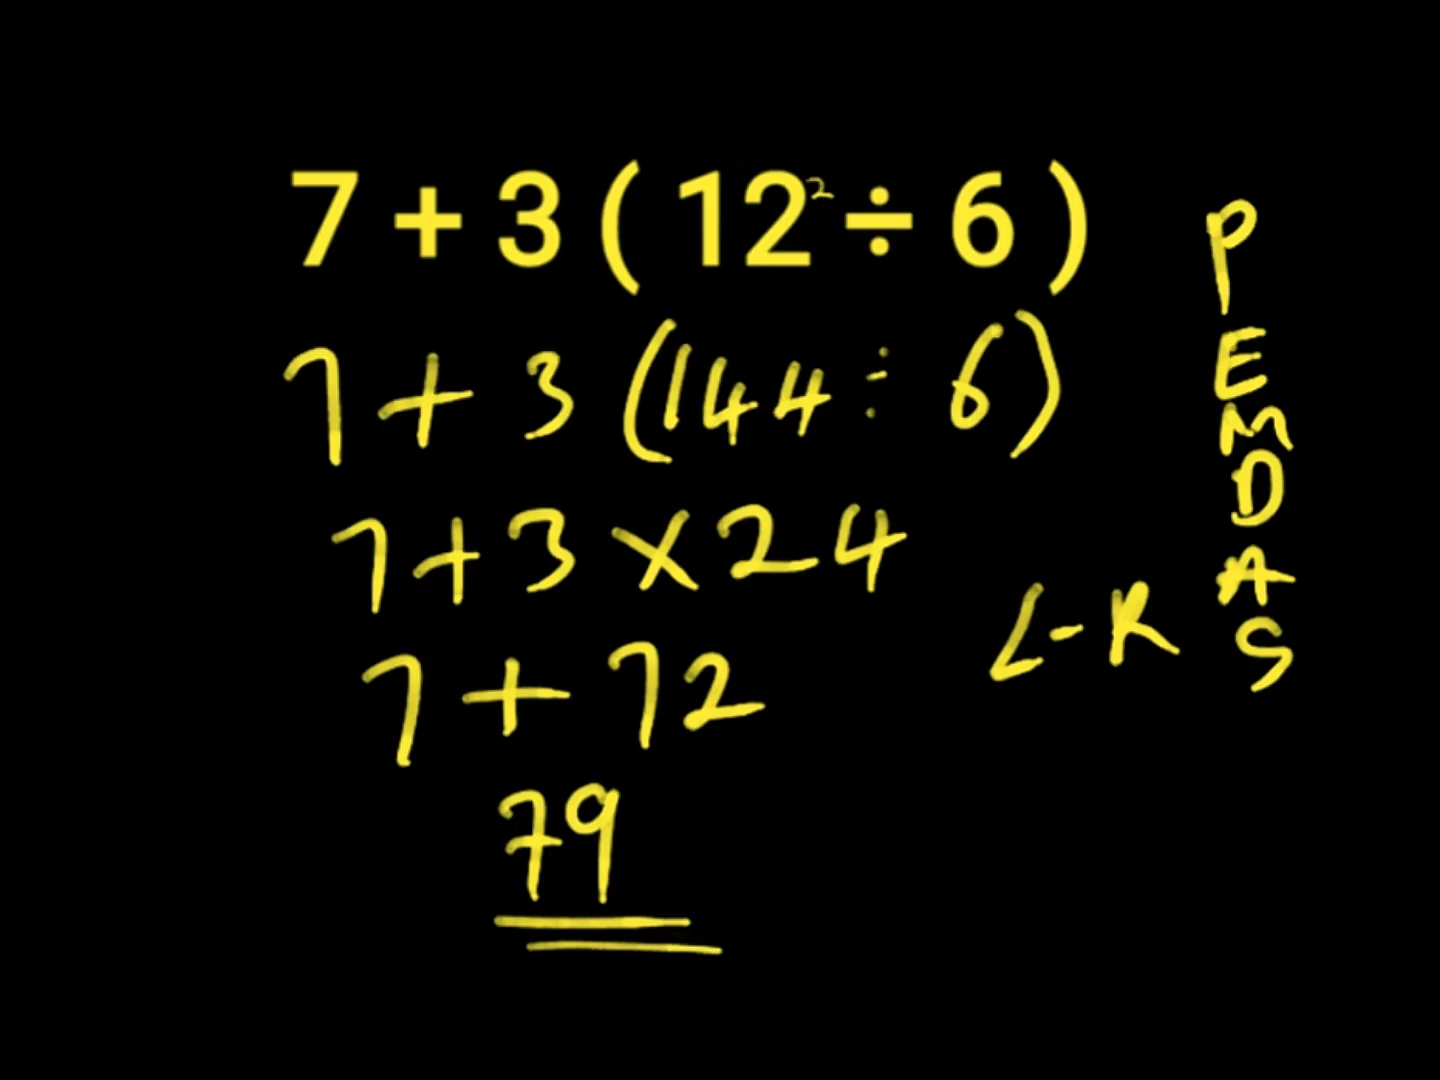 7 + 3 ( 12² ÷ 6 )
7 + 3 (144 ÷ 6)
7 + 3 × 24
7 + 72
79
P
E
M
D
A
S
L-R